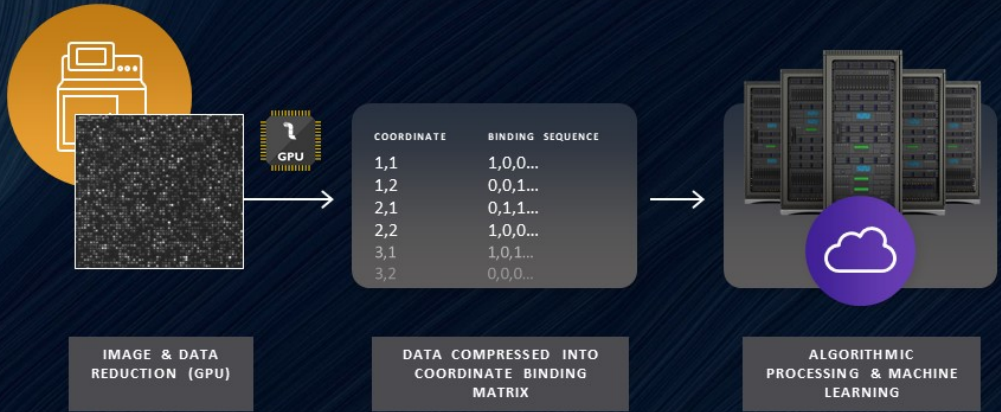 GPU
COORDINATE BINDING SEQUENCE
1,1 1,0,0...
1,2 0,0,1...
2,1 0,1,1...
2,2 1,0,0...
3,1 1,0,1...
3,2 0,0,0...
IMAGE & DATA
REDUCTION (GPU)
DATA COMPRESSED INTO
COORDINATE BINDING
MATRIX
ALGORITHMIC
PROCESSING & MACHINE
LEARNING